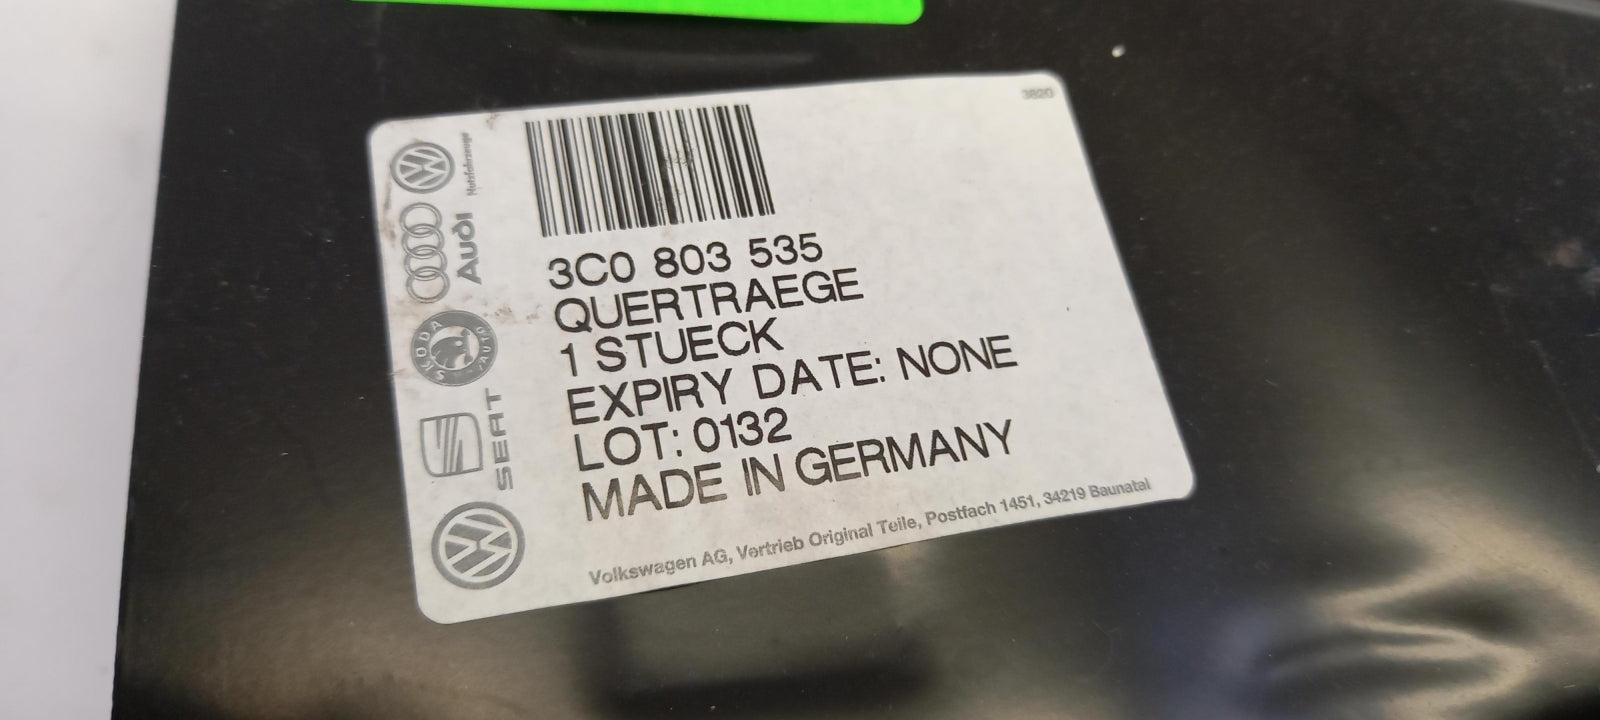 3820
Nutzfahrzeuge
Audi
SKODA
AUTO
SEAT
3C0 803 535
QUERTRAEGE
1 STUECK
EXPIRY DATE: NONE
LOT: 0132
MADE IN GERMANY
Volkswagen AG, Vertrieb Original Teile, Postfach 1451, 34219 Baunatal